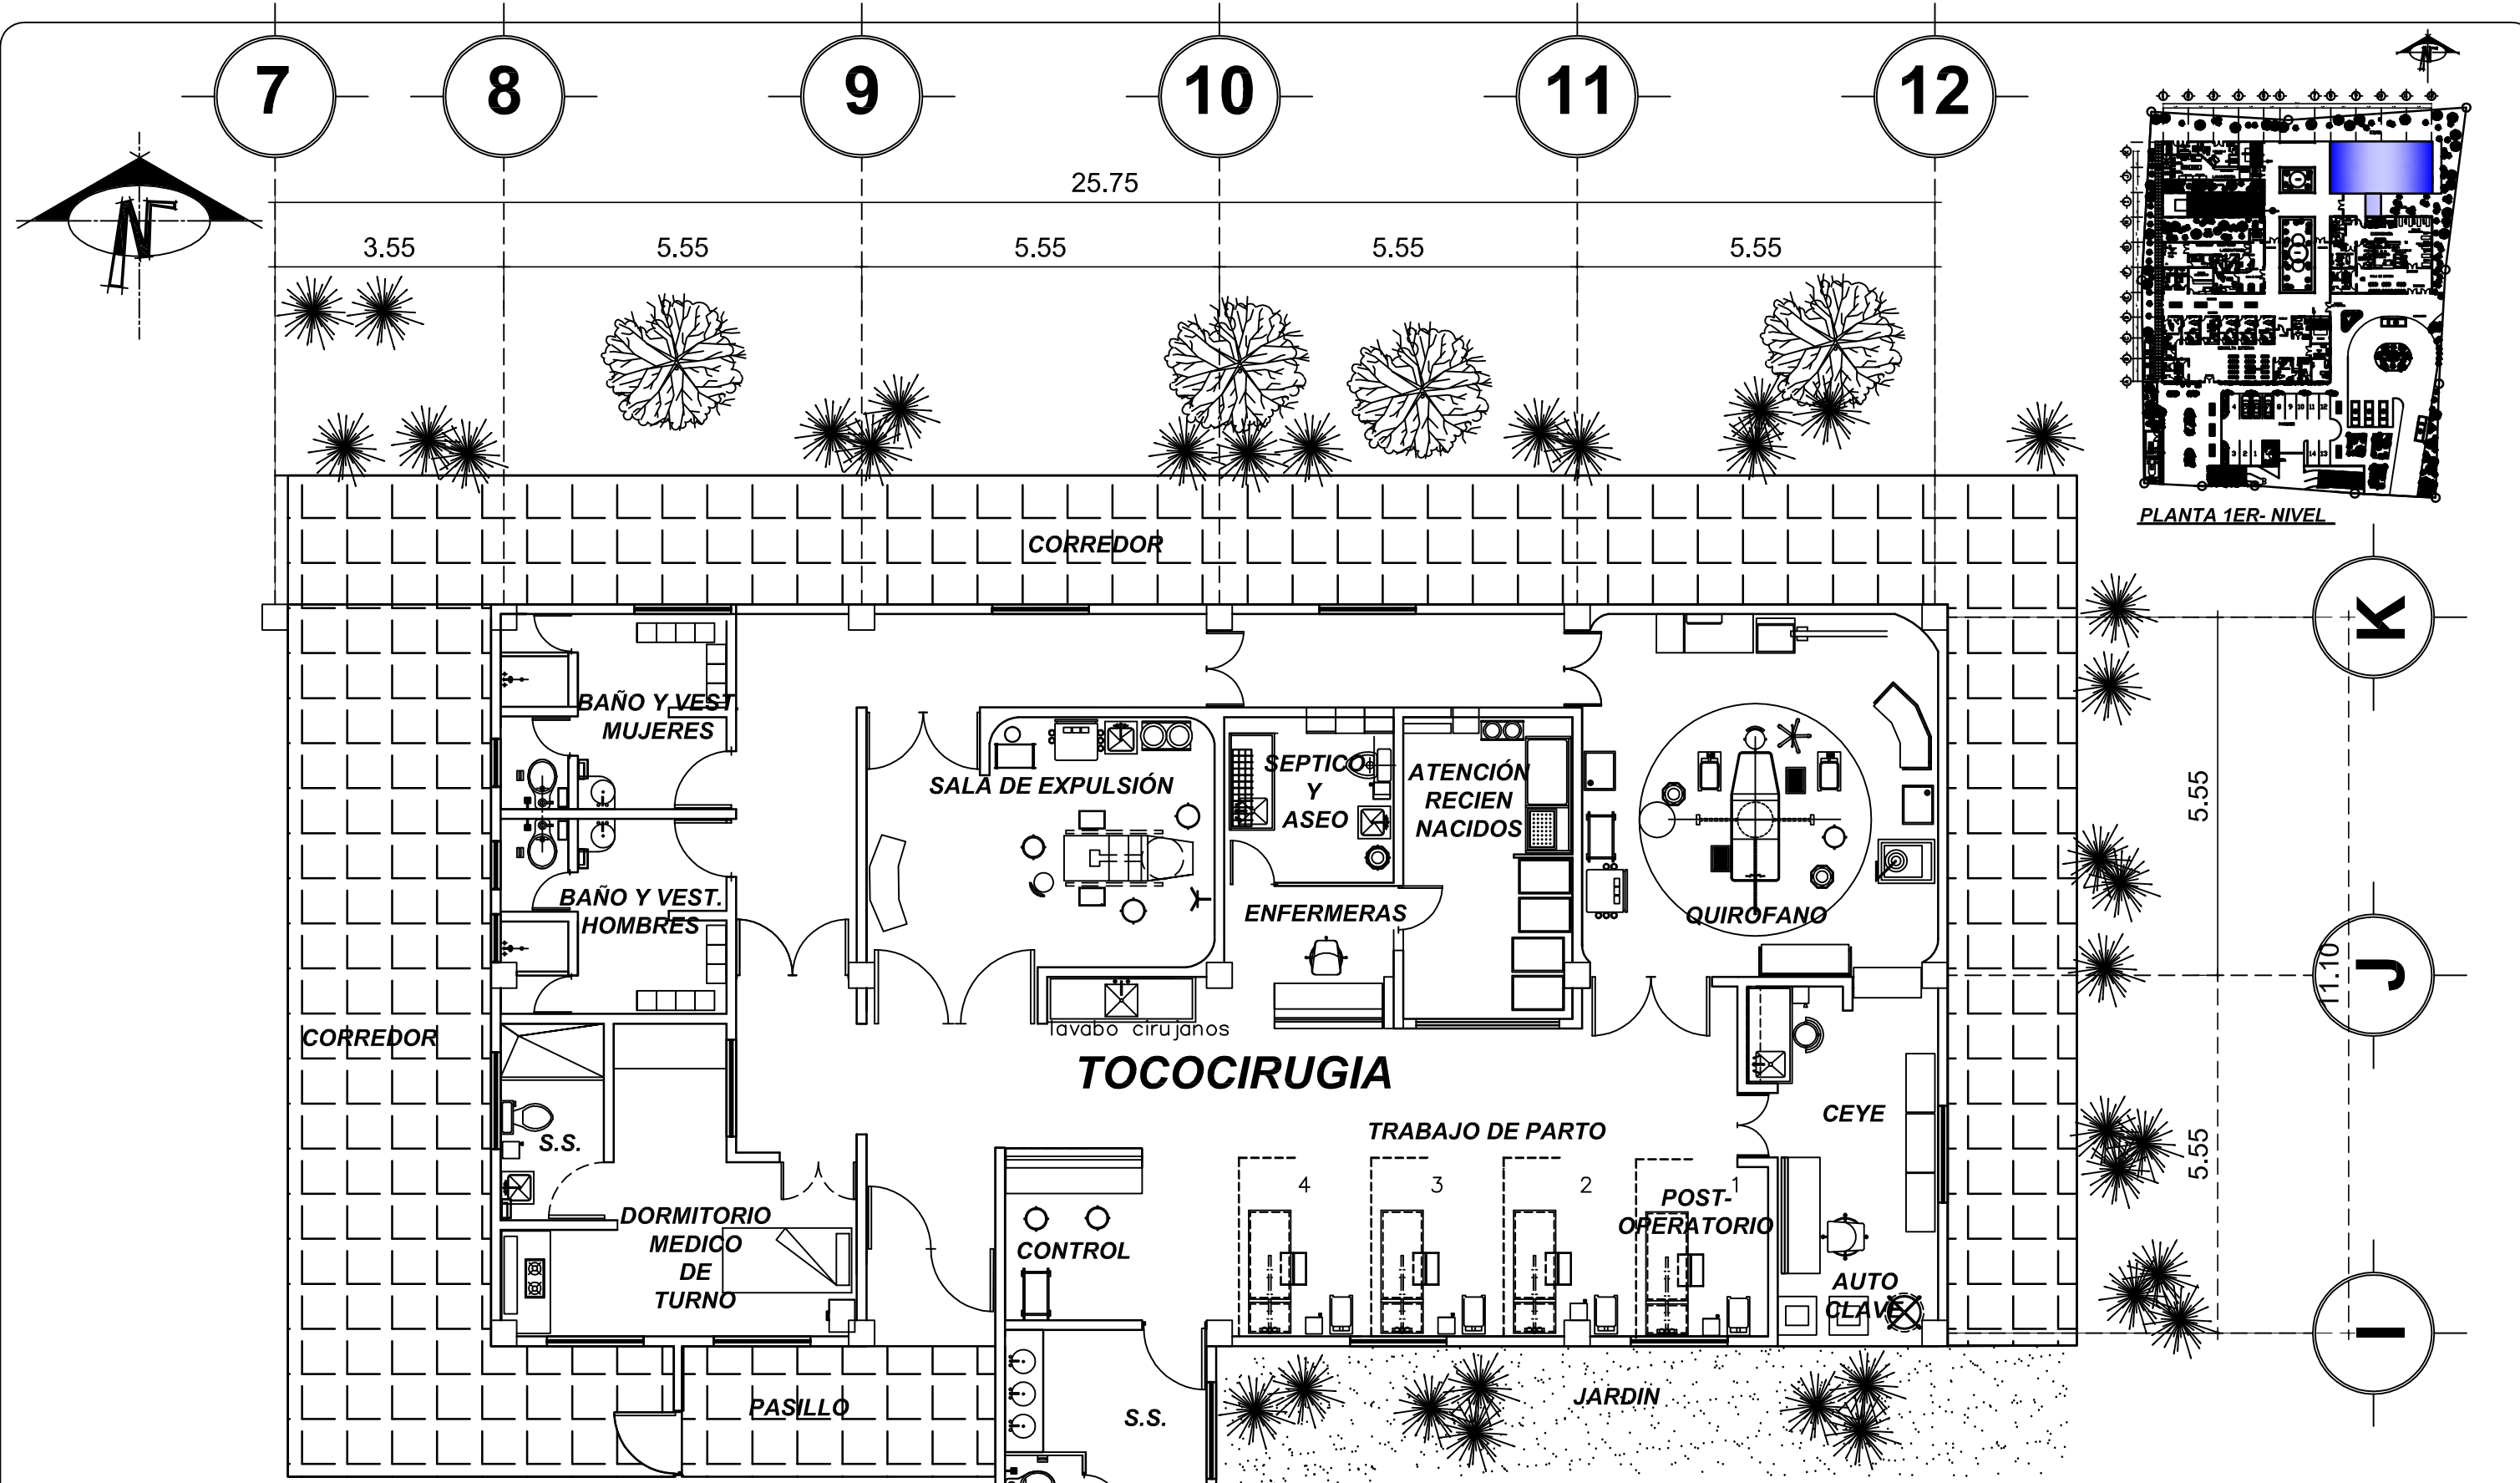 7 8 9 10 11 12
25.75
3.55 5.55 5.55 5.55 5.55
N
N
PLANTA 1ER- NIVEL
CORREDOR
K
BAÑO Y VEST.
MUJERES
SALA DE EXPULSIÓN
SEPTICO
Y
ASEO
ATENCIÓN
RECIEN
NACIDOS
5.55
BAÑO Y VEST.
HOMBRES
ENFERMERAS
QUIROFANO
J
11.10
CORREDOR
lavabo cirujanos
TOCOCIRUGIA
CEYE
TRABAJO DE PARTO
S.S.
5.55
4 3 2 1
POST-
OPERATORIO
DORMITORIO
MEDICO
DE
TURNO
CONTROL
AUTO
CLAVE
I
PASILLO
S.S.
JARDIN